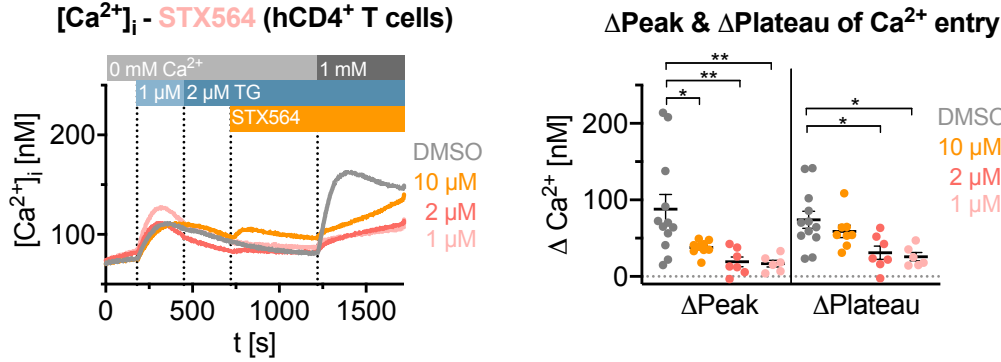 [Ca²⁺]ᵢ - STX564 (hCD4⁺ T cells)
0 mM Ca²⁺
1 mM
1 µM
2 µM TG
STX564
200
100
0
[Ca²⁺]ᵢ [nM]
DMSO
10 µM
2 µM
1 µM
0
500
1000
1500
t [s]
ΔPeak & ΔPlateau of Ca²⁺ entry
**
**
*
*
*
200
100
0
Δ Ca²⁺ [nM]
DMSO
10 µM
2 µM
1 µM
ΔPeak
ΔPlateau